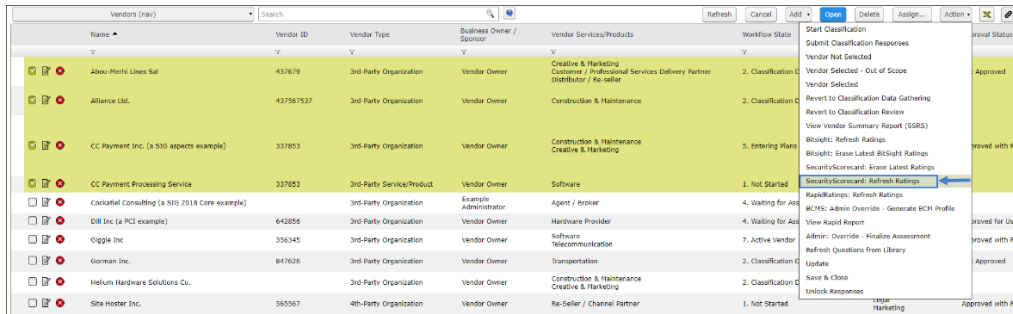 Vendors (nav) Search Refresh Cancel Add Open Delete Assign... Action
Name Vendor ID Vendor Type Business Owner / Sponsor Vendor Services/Products Workflow State proval Status
Abou-Merhi Lines Sal 437679 3rd-Party Organization Vendor Owner Creative & Marketing
Customer / Professional Services Delivery Partner
Distributor / Re-seller 2. Classification D Approved
Alliance Ltd. 437567537 3rd-Party Organization Vendor Owner Construction & Maintenance 2. Classification D
CC Payment Inc. (a SIG aspects example) 337853 3rd-Party Organization Vendor Owner Construction & Maintenance
Creative & Marketing 5. Entering Plans proved with F
CC Payment Processing Service 337853 3rd-Party Service/Product Vendor Owner Software 1. Not Started
Cockatiel Consulting (a SIG 2018 Core example) 3rd-Party Organization Example
Administrator Agent / Broker 4. Waiting for Ass
Dill Inc (a PCI example) 642856 3rd-Party Organization Vendor Owner Hardware Provider 4. Waiting for Ass proved for Us
Giggle Inc 356345 3rd-Party Organization Vendor Owner Software
Telecommunication 7. Active Vendor proved with F
Gorman Inc. 847626 3rd-Party Organization Vendor Owner Transportation 2. Classification D Approved
Helium Hardware Solutions Co. 3rd-Party Organization Vendor Owner Construction & Maintenance
Creative & Marketing 2. Classification D
Site Hoster Inc. 565567 4th-Party Organization Vendor Owner Re-Seller / Channel Partner 1. Not Started Legal
Marketing Approved with F
Start Classification
Submit Classification Responses
Vendor Not Selected
Vendor Selected - Out of Scope
Vendor Selected
Revert to Classification Data Gathering
Revert to Classification Review
View Vendor Summary Report (SSRS)
Bitsight: Refresh Ratings
Bitsight: Erase Latest BitSight Ratings
SecurityScorecard: Erase Latest Ratings
SecurityScorecard: Refresh Ratings
RapidRatings: Refresh Ratings
BCMS: Admin Override - Generate BCM Profile
View Rapid Report
Admin: Override - Finalize Assessment
Refresh Questions from Library
Update
Save & Close
Unlock Responses